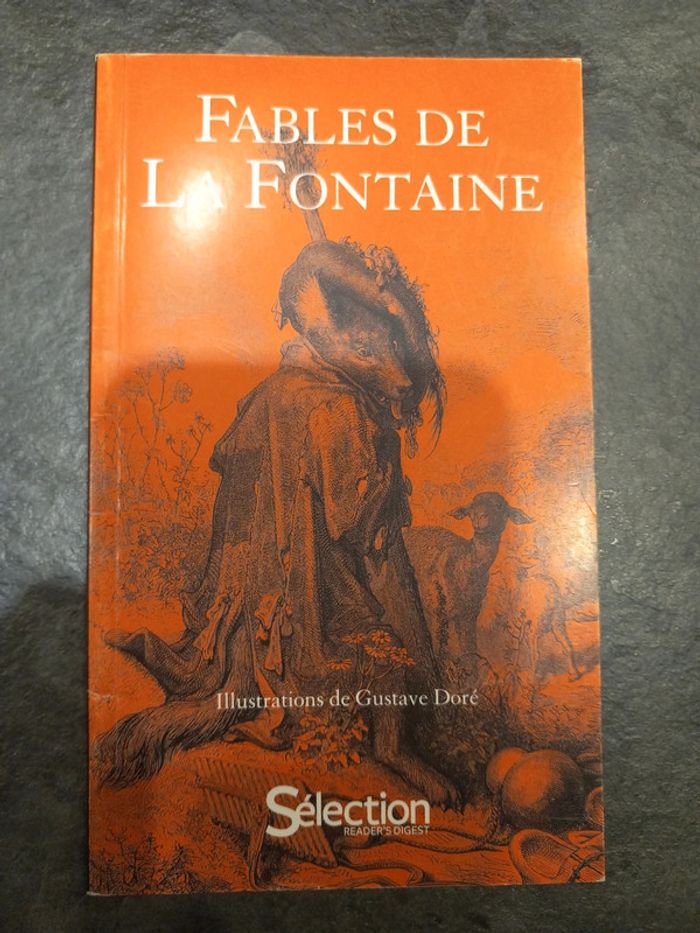 FABLES DE
LA FONTAINE
Illustrations de Gustave Doré
Sélection
READER'S DIGEST